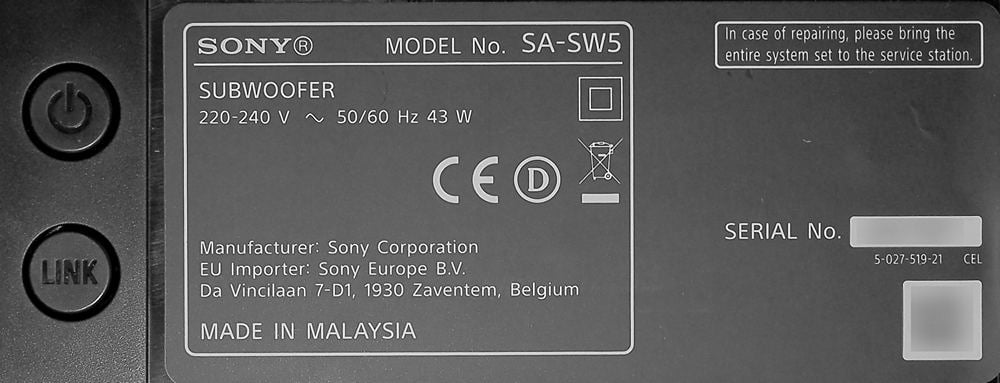 SONY® MODEL No. SA-SW5
SUBWOOFER
220-240 V ~ 50/60 Hz 43 W
CE D
Manufacturer: Sony Corporation
EU Importer: Sony Europe B.V.
Da Vincilaan 7-D1, 1930 Zaventem, Belgium
MADE IN MALAYSIA
In case of repairing, please bring the
entire system set to the service station.
SERIAL No.
5-027-519-21 CEL
LINK